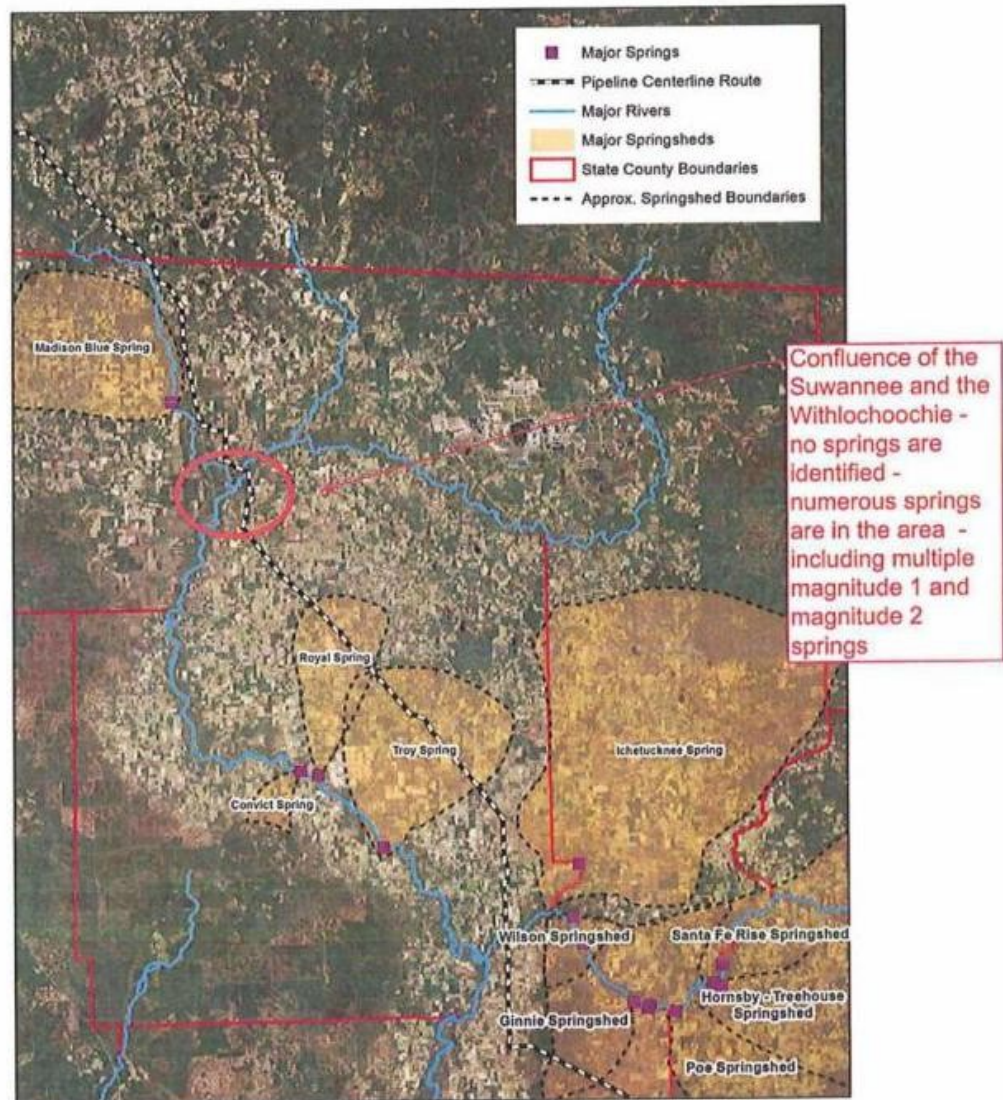 Major Springs
Pipeline Centerline Route
Major Rivers
Major Springsheds
State County Boundaries
Approx. Springshed Boundaries
Madison Blue Spring
Confluence of the
Suwannee and the
Withlochoochie -
no springs are
identified -
numerous springs
are in the area -
including multiple
magnitude 1 and
magnitude 2
springs
Royal Spring
Troy Spring
Ichetucknee Spring
Convict Spring
Wilson Springshed
Santa Fe Rise Springshed
Ginnie Springshed
Hornsby - Treehouse
Springshed
Poe Springshed